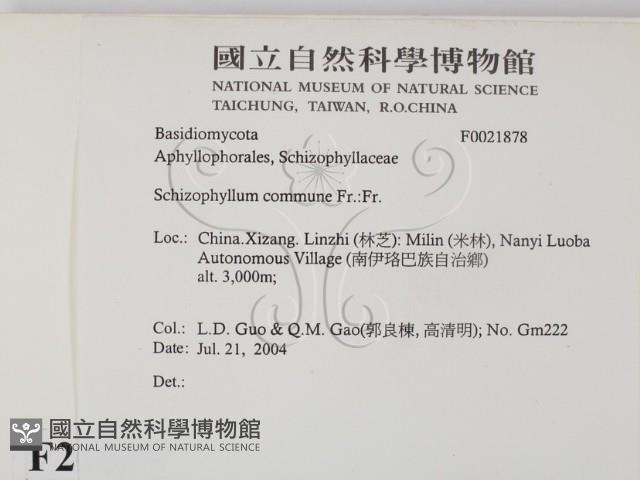 國立自然科學博物館
NATIONAL MUSEUM OF NATURAL SCIENCE
TAICHUNG, TAIWAN, R.O.CHINA
Basidiomycota F0021878
Aphyllophorales, Schizophyllaceae
Schizophyllum commune Fr.:Fr.
Loc.: China.Xizang. Linzhi (林芝): Milin (米林), Nanyi Luoba
Autonomous Village (南伊珞巴族自治鄉)
alt. 3,000m;
Col.: L.D. Guo & Q.M. Gao(郭良棟, 高清明); No. Gm222
Date: Jul. 21, 2004
Det.:
國立自然科學博物館
NATIONAL MUSEUM OF NATURAL SCIENCE
F2